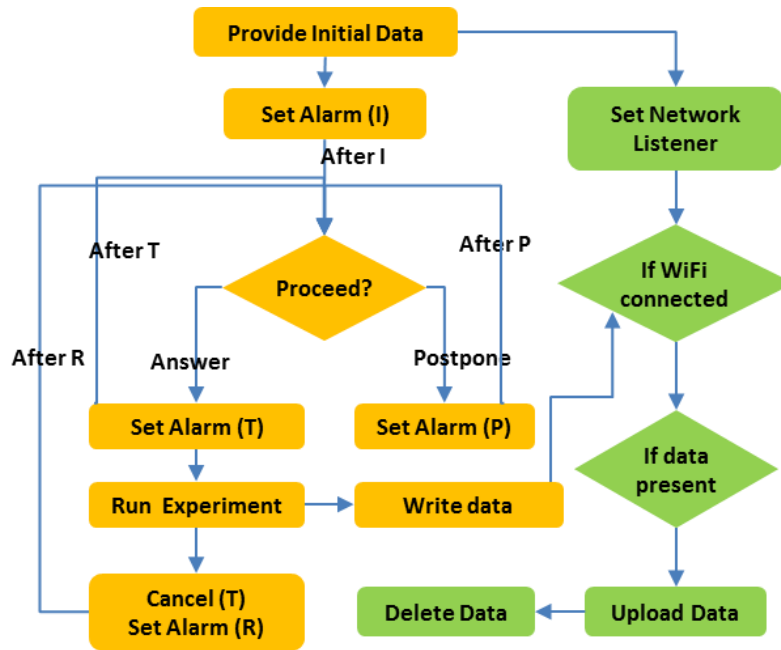 Provide Initial Data
Set Alarm (I)
Set Network
Listener
After I
After T
After P
Proceed?
If WiFi
connected
After R
Answer
Postpone
Set Alarm (T)
Set Alarm (P)
If data
present
Run Experiment
Write data
Cancel (T)
Set Alarm (R)
Delete Data
Upload Data